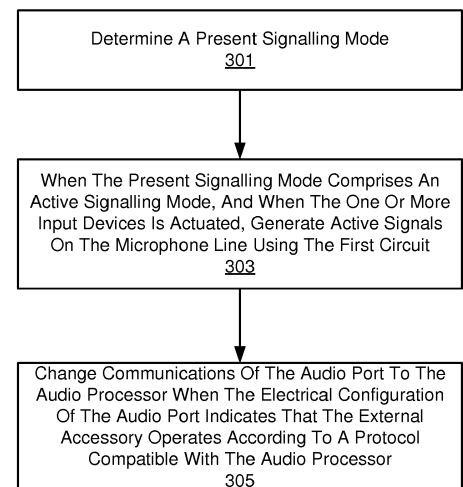 Determine A Present Signalling Mode
301
When The Present Signalling Mode Comprises An
Active Signalling Mode, And When The One Or More
Input Devices Is Actuated, Generate Active Signals
On The Microphone Line Using The First Circuit
303
Change Communications Of The Audio Port To The
Audio Processor When The Electrical Configuration
Of The Audio Port Indicates That The External
Accessory Operates According To A Protocol
Compatible With The Audio Processor
305